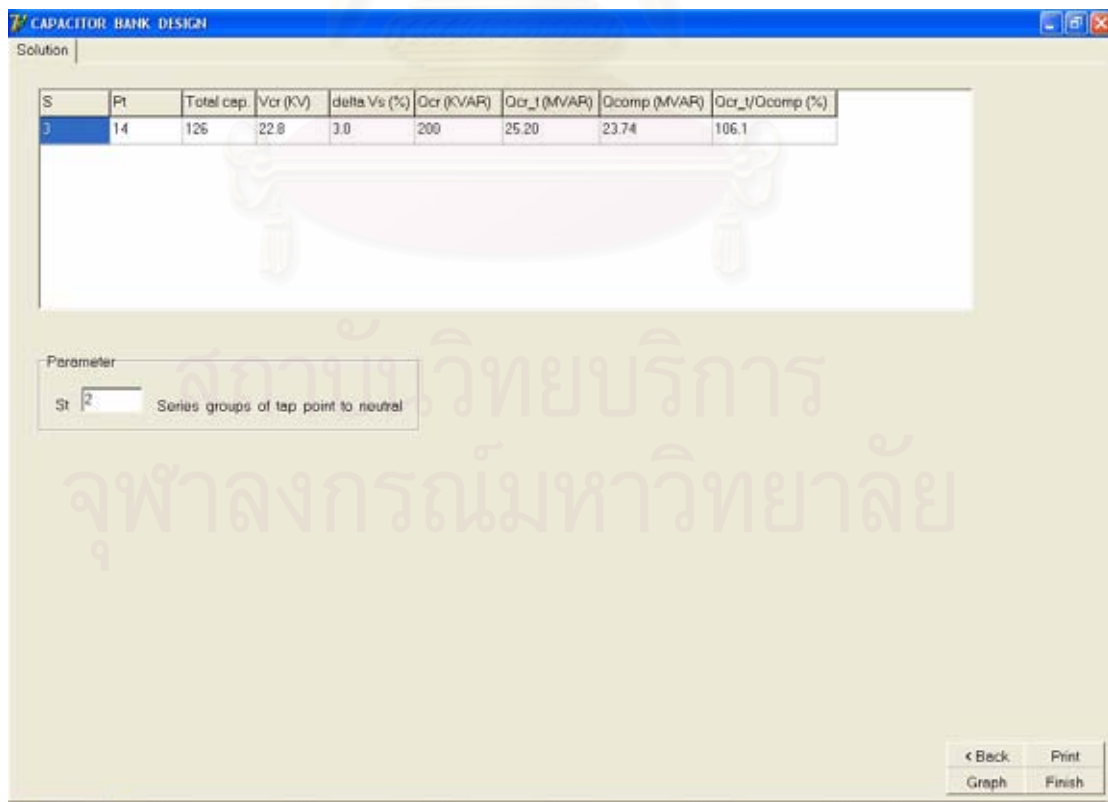 CAPACITOR BANK DESIGN
Solution
S Pt Total cap. Vcr (KV) delta Vs (%) Qcr (KVAR) Qcr_t (MVAR) Qcomp (MVAR) Qcr_t/Qcomp (%)
3 14 126 22.8 3.0 200 25.20 23.74 106.1
Parameter
St 2 Series groups of tap point to neutral
สถาบันวิทยบริการ
จุฬาลงกรณ์มหาวิทยาลัย
< Back Print
Graph Finish